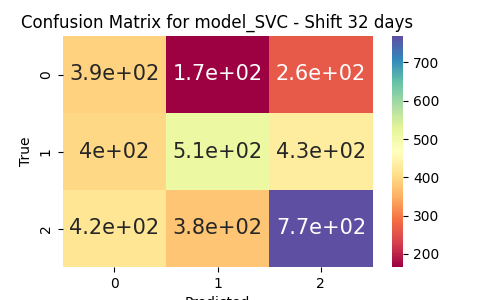 Confusion Matrix for model_SVC - Shift 32 days
0 3.9e+02 1.7e+02 2.6e+02
1 4e+02 5.1e+02 4.3e+02
2 4.2e+02 3.8e+02 7.7e+02
True
0 1 2
Predicted
700
600
500
400
300
200